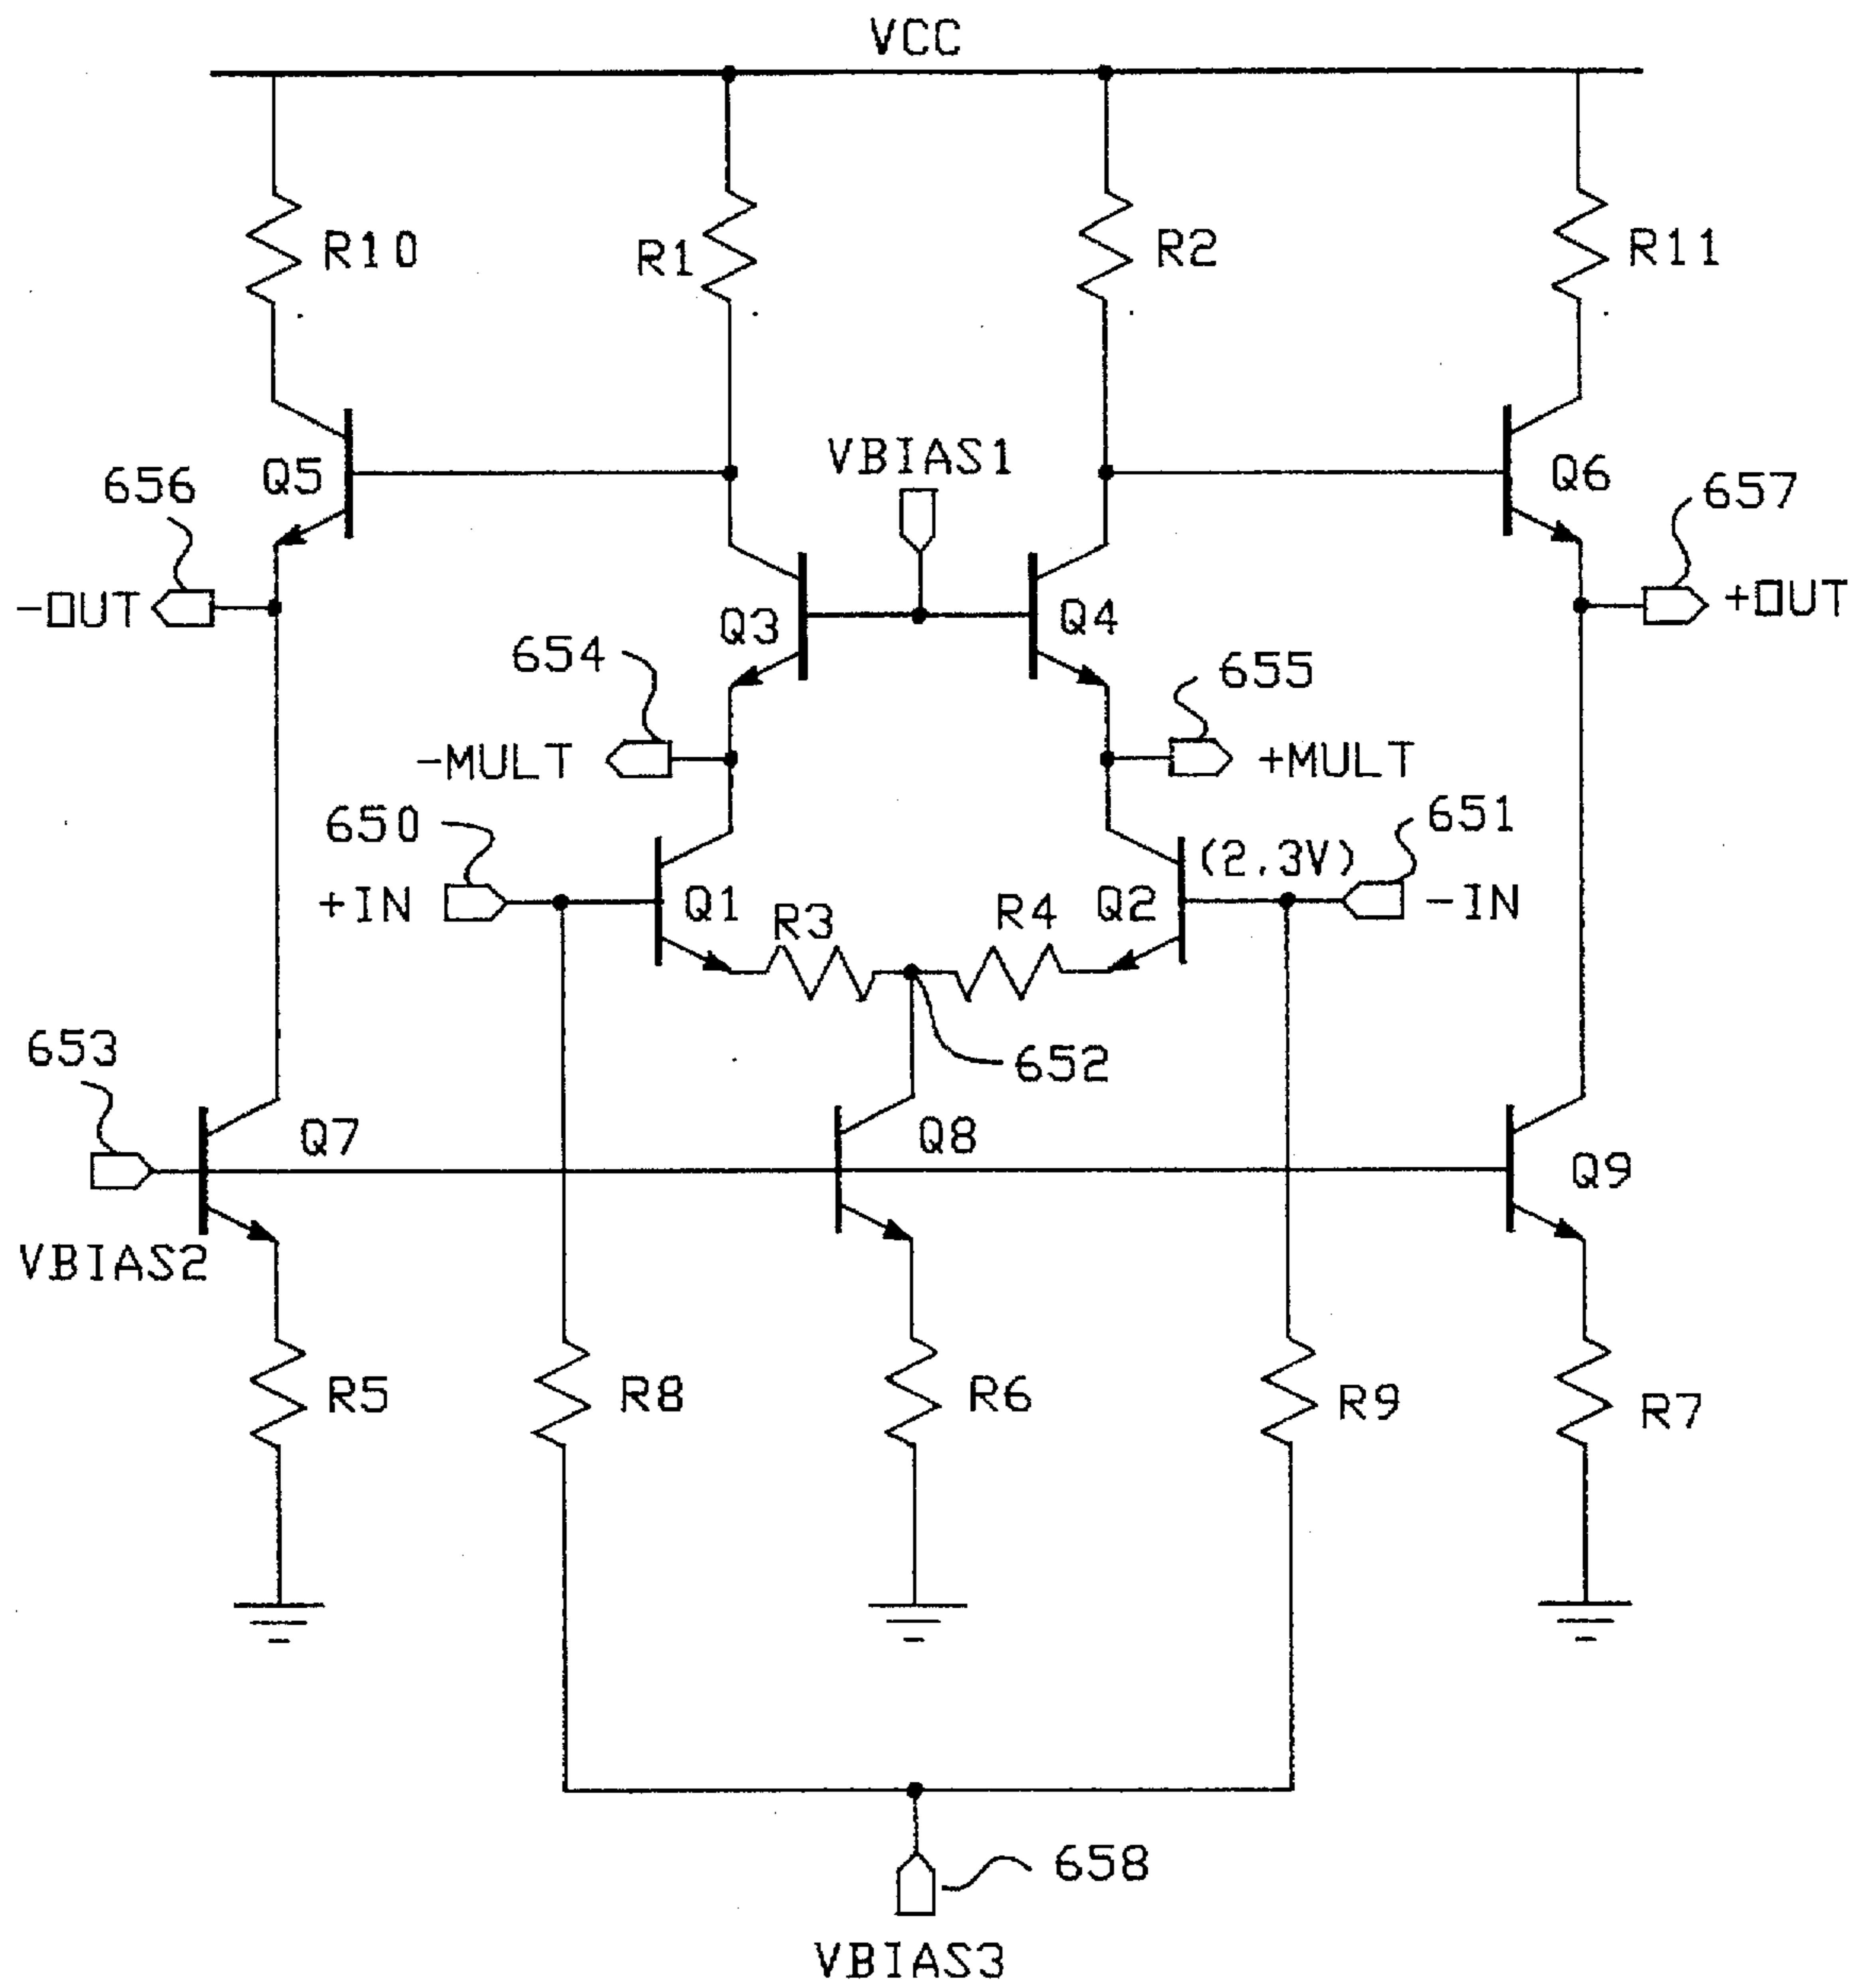 VCC
R10
R1
R2
R11
VBIAS1
656
Q5
Q6
657
-OUT
Q3
Q4
+OUT
654
655
-MULT
+MULT
650
651
(2.3V)
+IN
Q1
R3
R4
Q2
-IN
653
652
Q7
Q8
Q9
VBIAS2
R5
R8
R6
R9
R7
658
VBIAS3